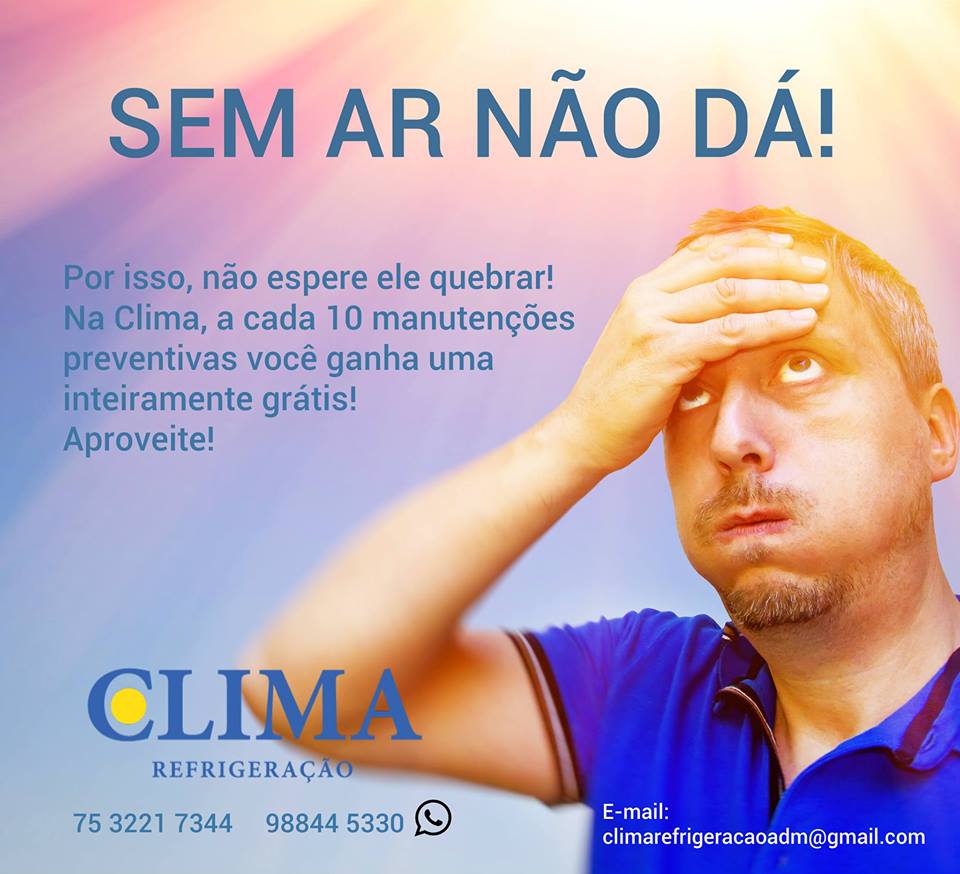 SEM AR NÃO DÁ!
Por isso, não espere ele quebrar!
Na Clima, a cada 10 manutenções
preventivas você ganha uma
inteiramente grátis!
Aproveite!
CLIMA
REFRIGERAÇÃO
75 3221 7344 98844 5330
E-mail:
climarefrigeracaoadm@gmail.com